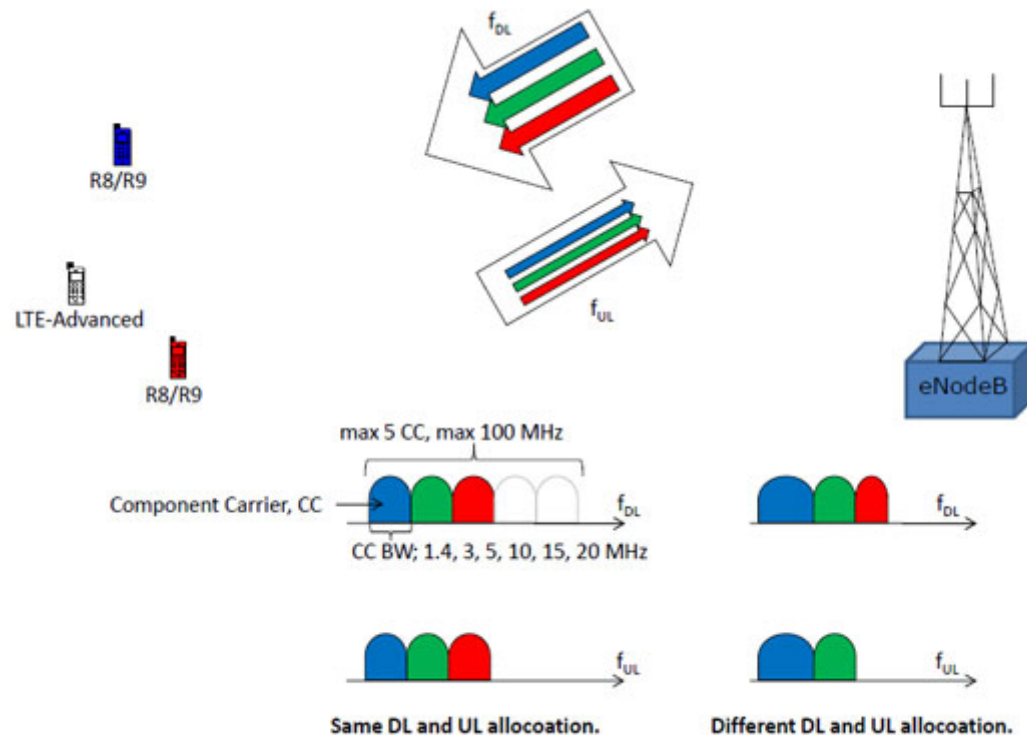 fDL
R8/R9
LTE-Advanced
fUL
R8/R9
eNodeB
max 5 CC, max 100 MHz
Component Carrier, CC
fDL
fDL
CC BW; 1.4, 3, 5, 10, 15, 20 MHz
fUL
fUL
Same DL and UL allocoation.
Different DL and UL allocoation.